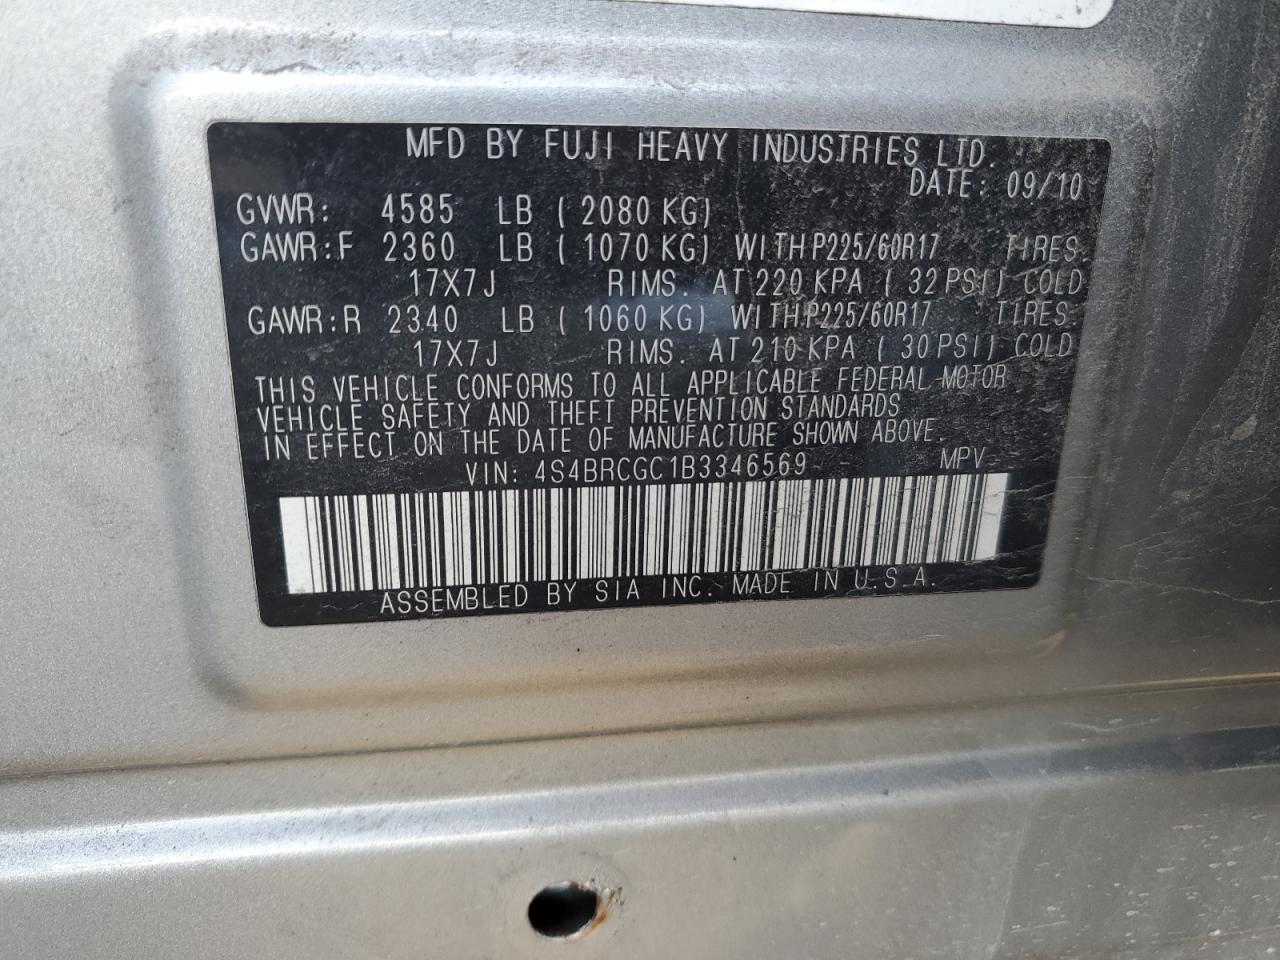 MFD BY FUJI HEAVY INDUSTRIES LTD.
DATE: 09/10
GVWR: 4585 LB (2080 KG)
GAWR:F 2360 LB (1070 KG) WITH P225/60R17 TIRES.
17X7J RIMS. AT 220 KPA (32 PSI) COLD
GAWR:R 2340 LB (1060 KG) WITH P225/60R17 TIRES
17X7J RIMS. AT 210 KPA (30 PSI) COLD
THIS VEHICLE CONFORMS TO ALL APPLICABLE FEDERAL MOTOR
VEHICLE SAFETY AND THEFT PREVENTION STANDARDS
IN EFFECT ON THE DATE OF MANUFACTURE SHOWN ABOVE.
VIN: 4S4BRCGC1B3346569 MPV
ASSEMBLED BY SIA INC. MADE IN U.S.A.